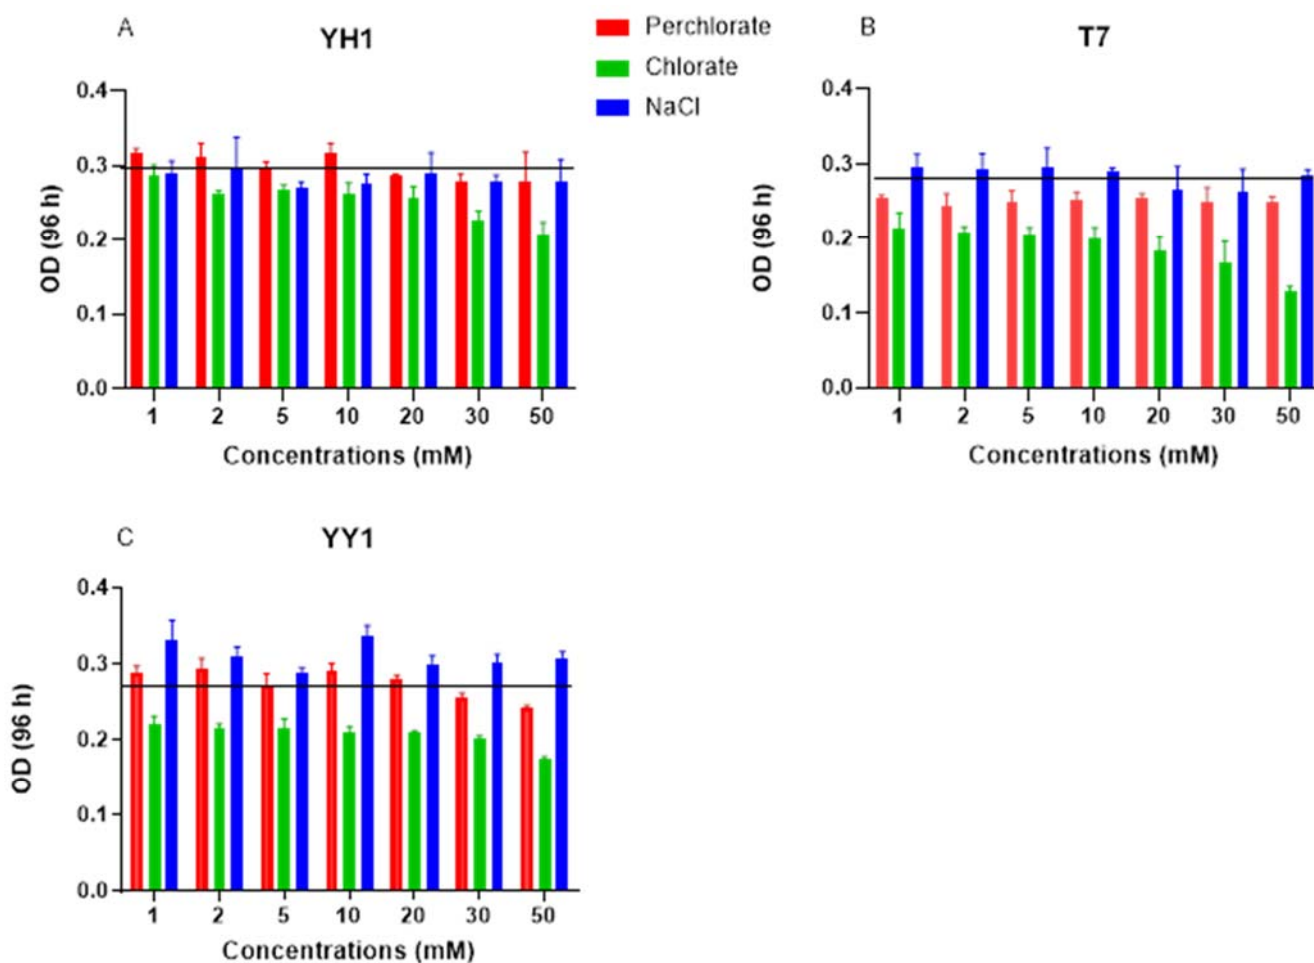 A
YH1
Perchlorate
Chlorate
NaCl
B
T7
0.4
0.3
0.2
0.1
0.0
OD (96 h)
1 2 5 10 20 30 50
Concentrations (mM)
0.4
0.3
0.2
0.1
0.0
OD (96 h)
1 2 5 10 20 30 50
Concentrations (mM)
C
YY1
0.4
0.3
0.2
0.1
0.0
OD (96 h)
1 2 5 10 20 30 50
Concentrations (mM)